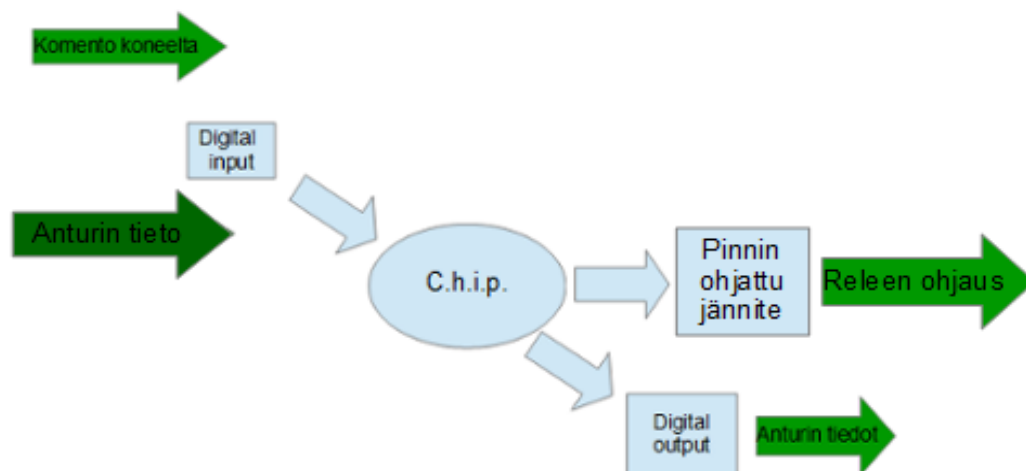 Komento koneelta
Digital
input
Anturin tieto
C.h.i.p.
Pinnin
ohjattu
jännite
Releen ohjaus
Digital
output
Anturin tiedot